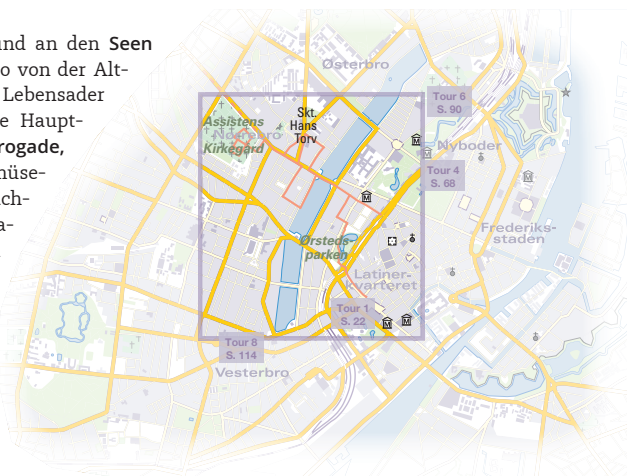 und an den Seen
o von der Alt-
Lebensader
e Haupt-
rogade,
nüse-
ch-
a-
Østerbro
Tour 6
S. 90
Skt.
Hans
Torv
Assistens
Kirkegård
Nørrebro
Nyboder
Tour 4
S. 68
Frederiks-
staden
Ørsteds-
parken
Latiner-
kvarteret
Tour 1
S. 22
Tour 8
S. 114
Vesterbro